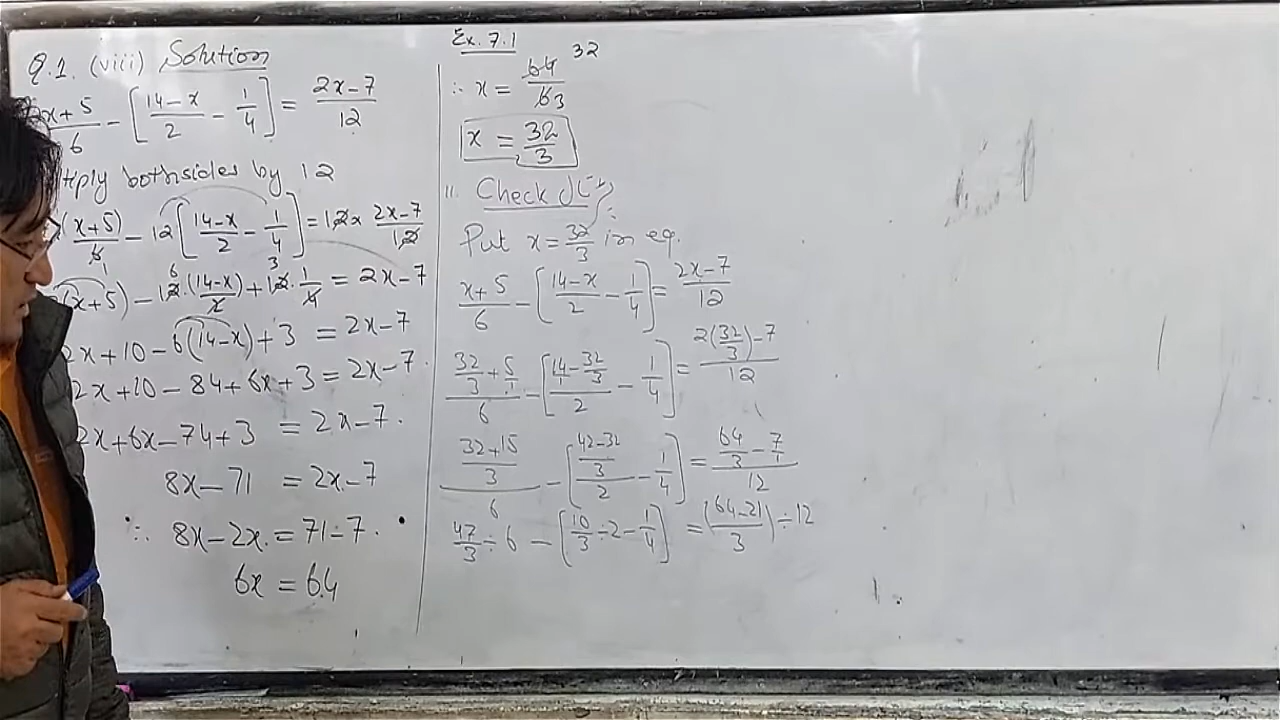 Q.1. (viii) Solution
2x+5/6 - [14-x/2 - 1/4] = 2x-7/12
tiply bothsides by 12
(x+5)/6 - 12[14-x/2 - 1/4] = 12 × 2x-7/12
(x+5) - 12·(14-x/2) + 12·1/4 = 2x-7
2x+10-6(14-x)+3 = 2x-7
2x+10-84+6x+3 = 2x-7.
2x+6x-74+3 = 2x-7.
8x-71 = 2x-7
∴ 8x-2x = 71-7.
6x = 64
Ex. 7.1
∴ x = 64/6 32 3
x = 32/3
Check
Put x = 32/3 in eq.
x+5/6 - [14-x/2 - 1/4] = 2x-7/12
32/3 + 5/1 / 6 - [14/1 - 32/3 / 2 - 1/4] = 2(32/3)-7 / 12
32+15/3 / 6 - [42-32/3 / 2 - 1/4] = 64/3 - 7/1 / 12
47/3 ÷ 6 - [10/3 ÷ 2 - 1/4] = (64-21/3) ÷ 12